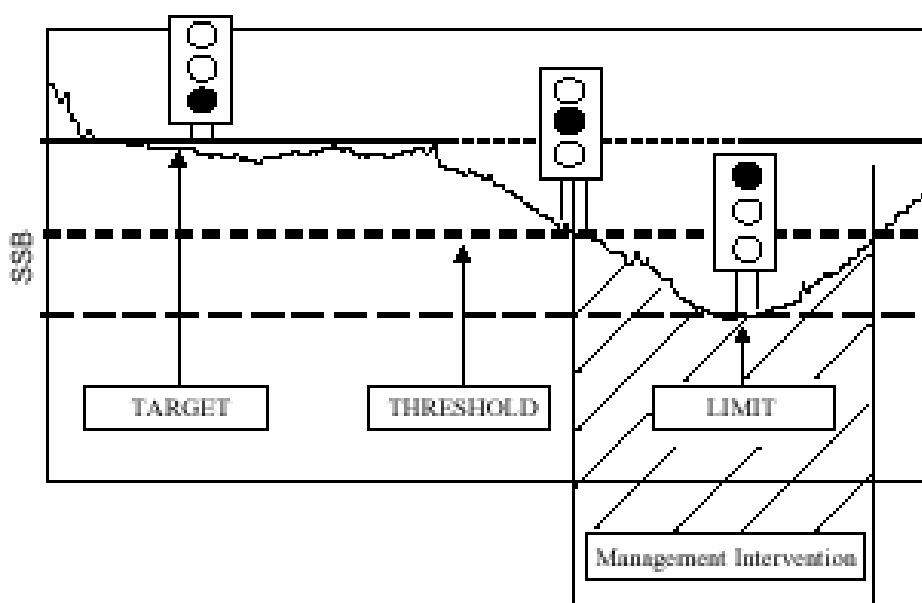 SSB
TARGET
THRESHOLD
LIMIT
Management Intervention